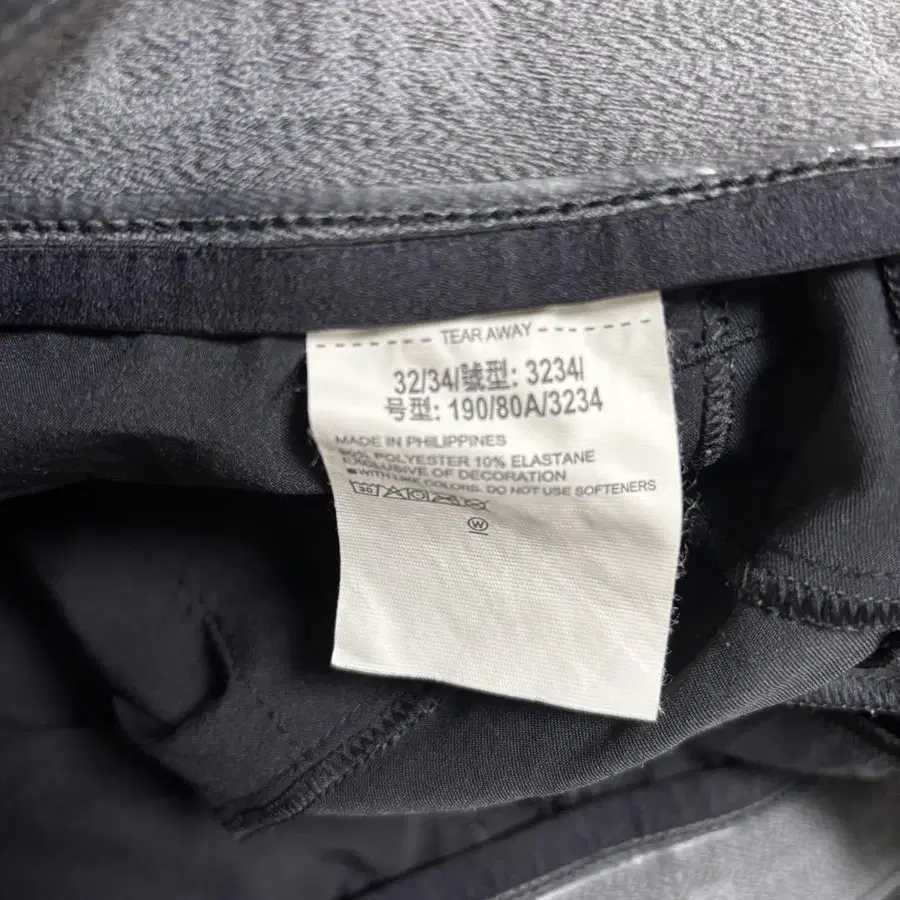 TEAR AWAY
32/34/號型: 3234/
号型: 190/80A/3234
MADE IN PHILIPPINES
POLYESTER 10% ELASTANE
EXCLUSIVE OF DECORATION
WITH LIKE COLORS. DO NOT USE SOFTENERS
30
W